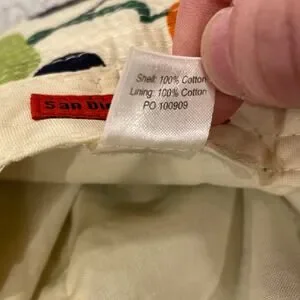 Shell: 100% Cotton
Lining: 100% Cotton
PO 100909
San